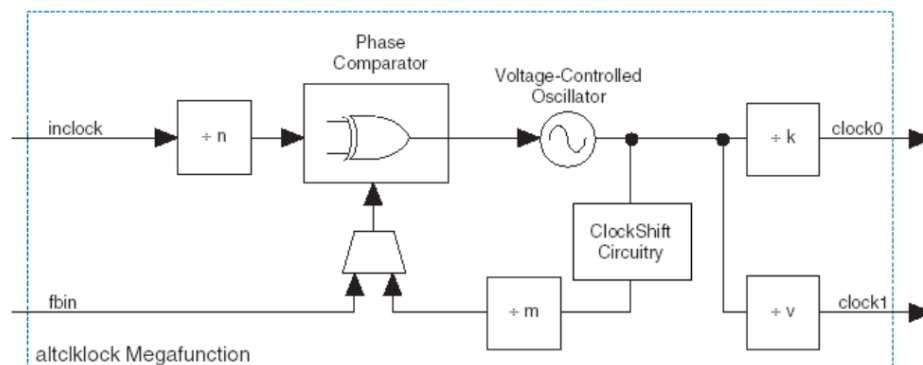 Phase
Comparator
Voltage-Controlled
Oscillator
inclock
÷ n
÷ k
clock0
ClockShift
Circuitry
fbin
÷ m
÷ v
clock1
altclklock Megafunction